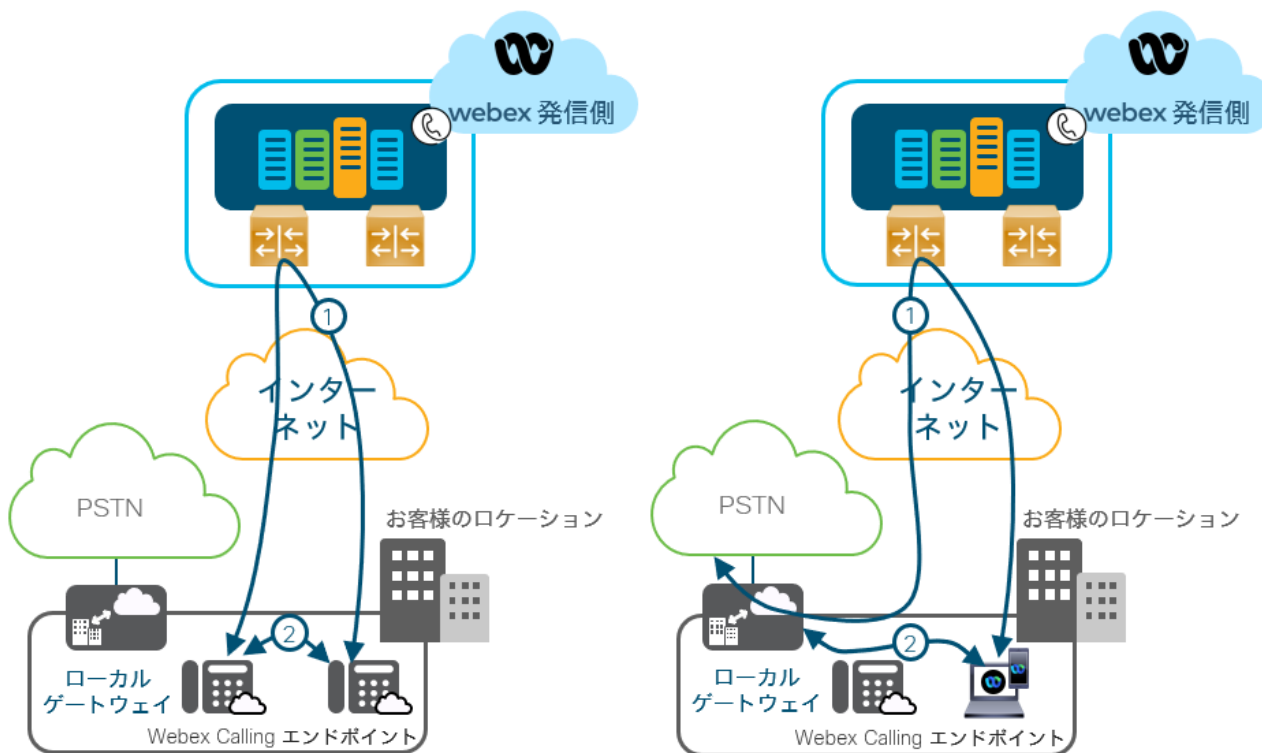 webex 発信側
1
インター
ネット
PSTN
お客様のロケーション
2
ローカル
ゲートウェイ
Webex Calling エンドポイント
webex 発信側
1
インター
ネット
PSTN
お客様のロケーション
2
ローカル
ゲートウェイ
Webex Calling エンドポイント